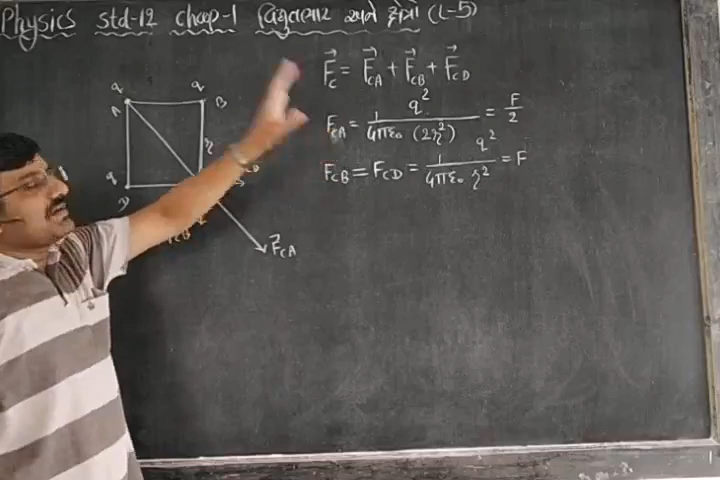 Physics std-12 chap-1 વિદ્યુતભાર અને ક્ષેત્રો (L-5)
F⃗C = F⃗CA + F⃗CB + F⃗CD
FCA = 1/4πε₀ q²/(2r²) = F/2
FCB = FCD = 1/4πε₀ q²/r² = F
q q
A B
r
q
D
F⃗CA